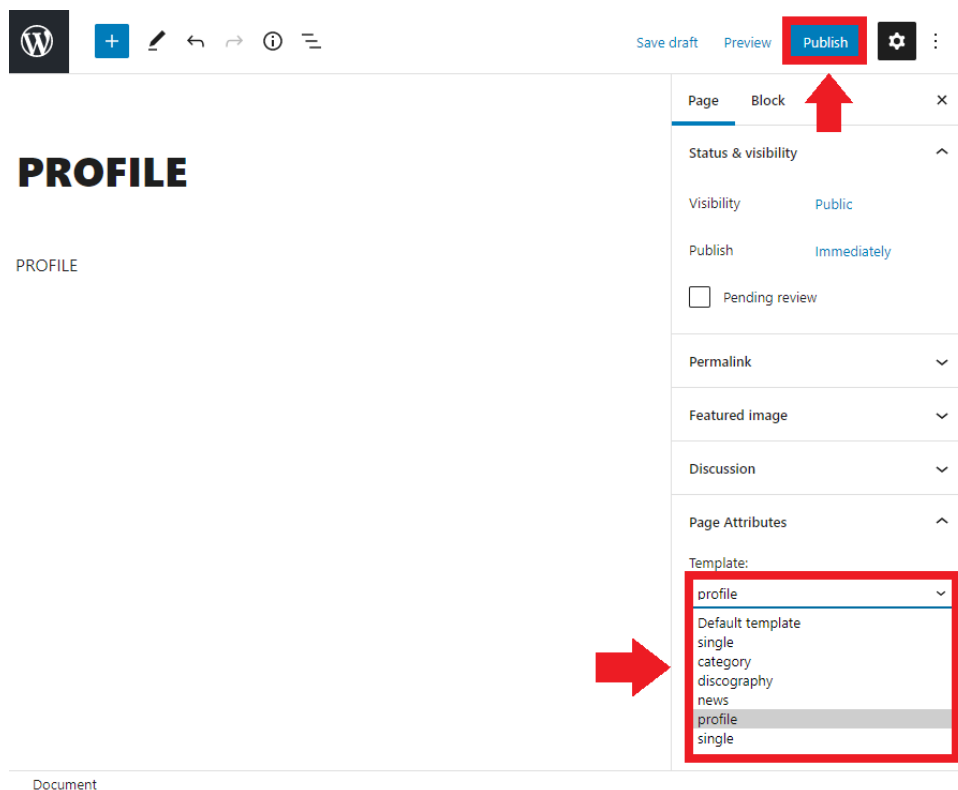 Save draft Preview Publish
Page Block
Status & visibility
PROFILE
Visibility Public
Publish Immediately
PROFILE
Pending review
Permalink
Featured image
Discussion
Page Attributes
Template:
profile
Default template
single
category
discography
news
profile
single
Document